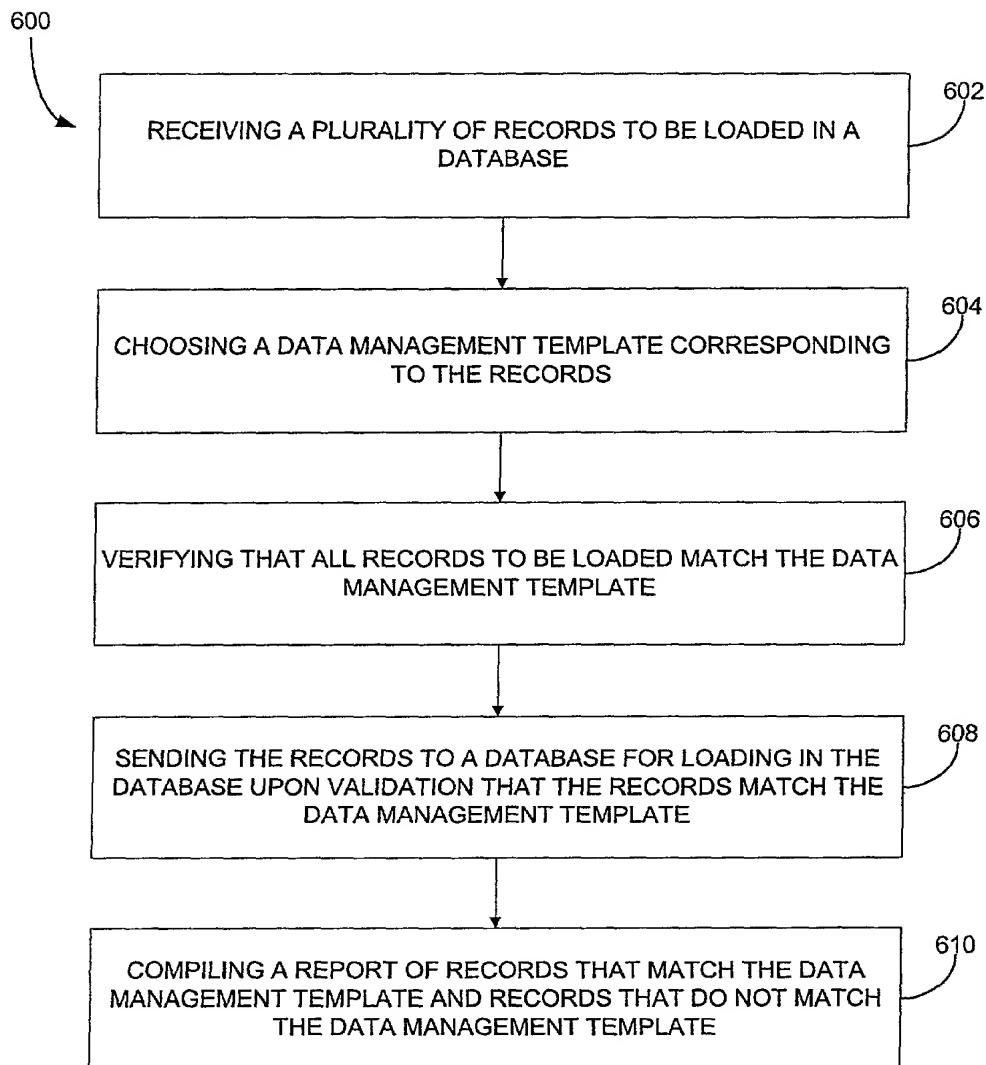 600
602
RECEIVING A PLURALITY OF RECORDS TO BE LOADED IN A
DATABASE
604
CHOOSING A DATA MANAGEMENT TEMPLATE CORRESPONDING
TO THE RECORDS
606
VERIFYING THAT ALL RECORDS TO BE LOADED MATCH THE DATA
MANAGEMENT TEMPLATE
608
SENDING THE RECORDS TO A DATABASE FOR LOADING IN THE
DATABASE UPON VALIDATION THAT THE RECORDS MATCH THE
DATA MANAGEMENT TEMPLATE
610
COMPILING A REPORT OF RECORDS THAT MATCH THE DATA
MANAGEMENT TEMPLATE AND RECORDS THAT DO NOT MATCH
THE DATA MANAGEMENT TEMPLATE